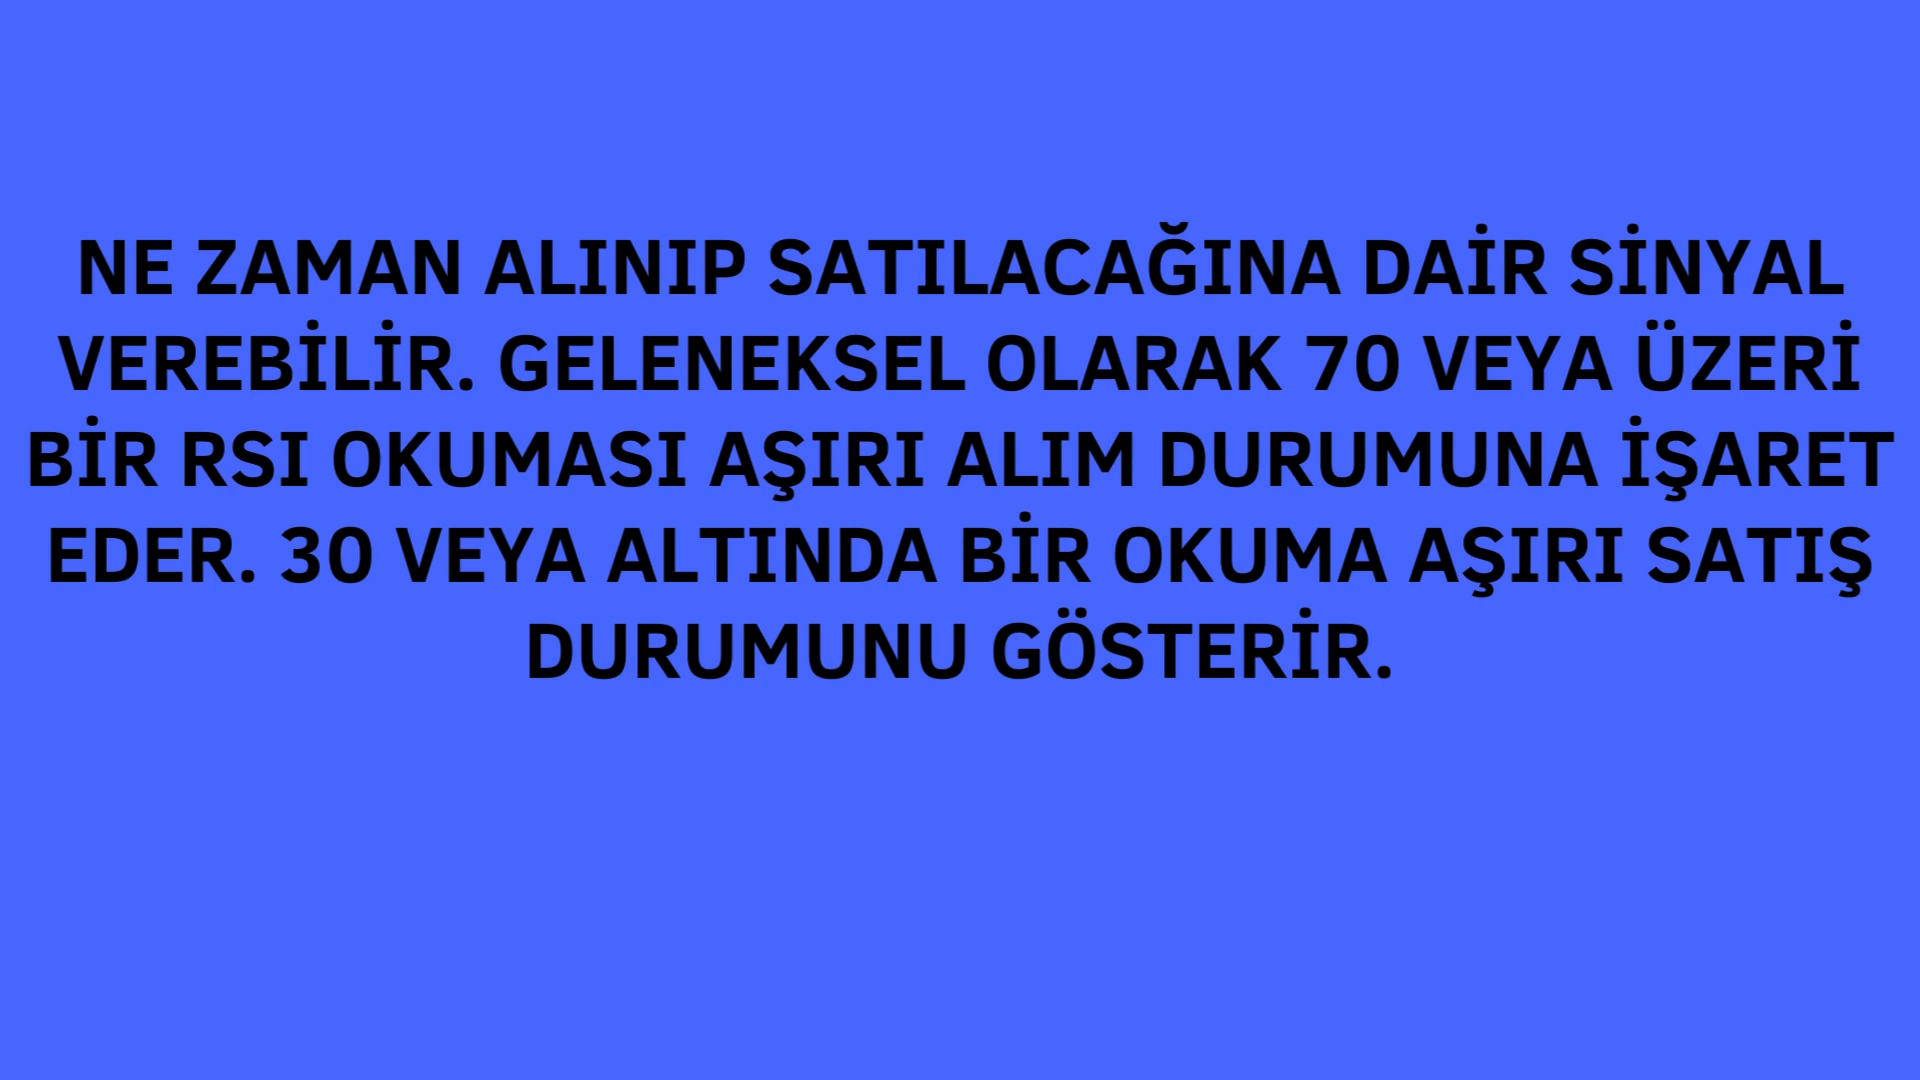 NE ZAMAN ALINIP SATILACAĞINA DAİR SİNYAL
VEREBİLİR. GELENEKSEL OLARAK 70 VEYA ÜZERİ
BİR RSI OKUMASI AŞIRI ALIM DURUMUNA İŞARET
EDER. 30 VEYA ALTINDA BİR OKUMA AŞIRI SATIŞ
DURUMUNU GÖSTERİR.